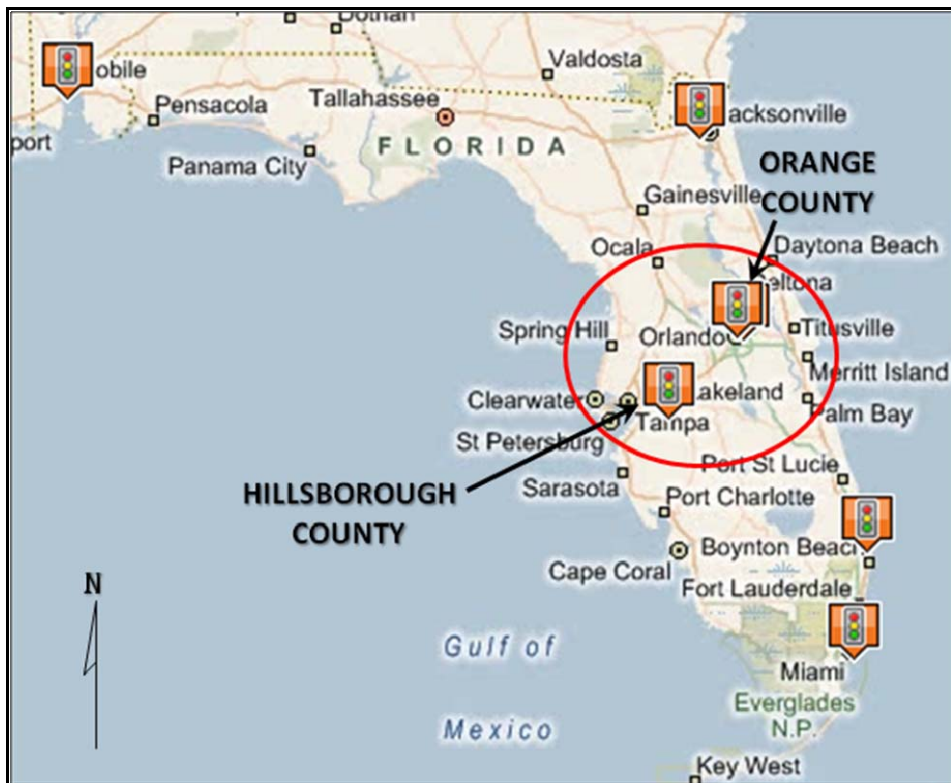 Dothan
Valdosta
obile
Pensacola
Tallahassee
acksonville
port
FLORIDA
Panama City
ORANGE
COUNTY
Gainesville
Ocala
Daytona Beach
eltona
Spring Hill
Orlando
Titusville
Merritt Island
Clearwater
akeland
Palm Bay
Tampa
St Petersburg
Port St Lucie
HILLSBOROUGH
COUNTY
Sarasota
Port Charlotte
Boynton Beach
Cape Coral
Fort Lauderdale
N
Gulf of
Mexico
Miami
Everglades
N.P.
Key West